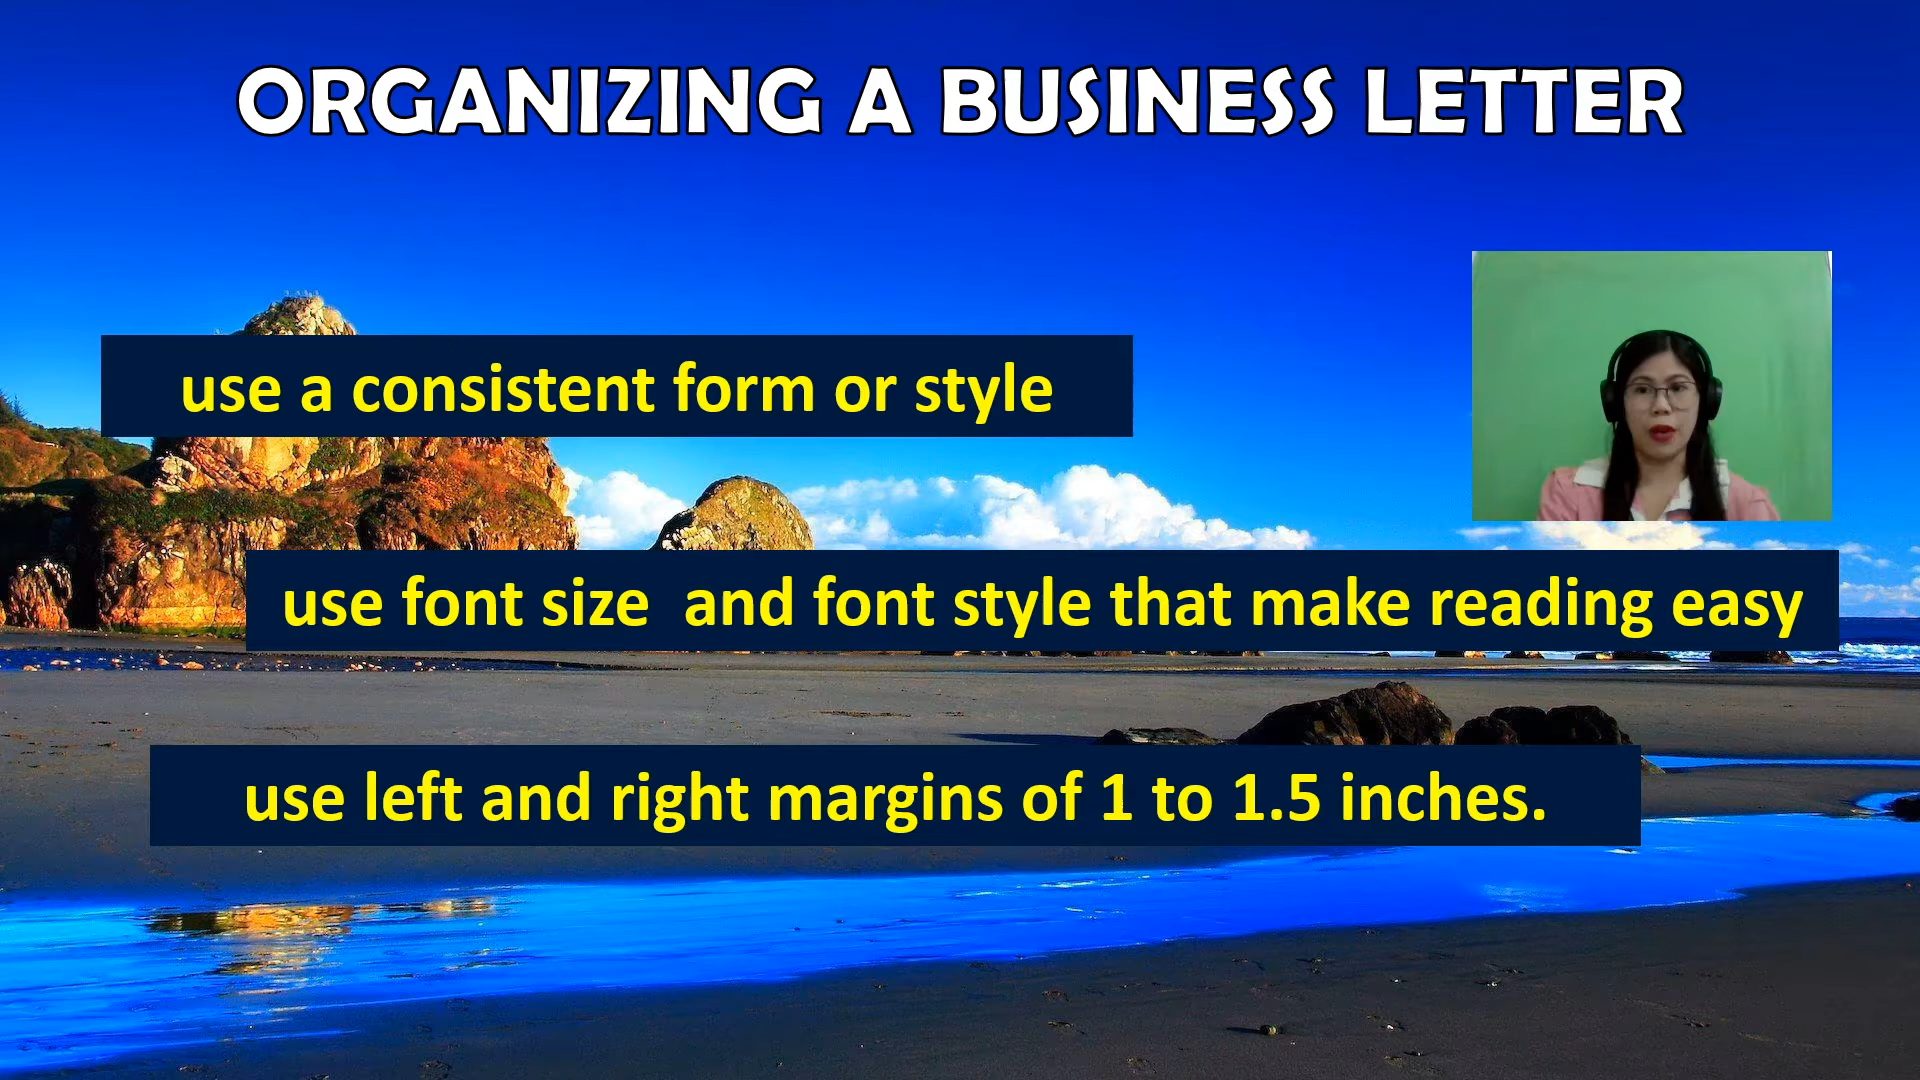 ORGANIZING A BUSINESS LETTER
use a consistent form or style
use font size  and font style that make reading easy
use left and right margins of 1 to 1.5 inches.